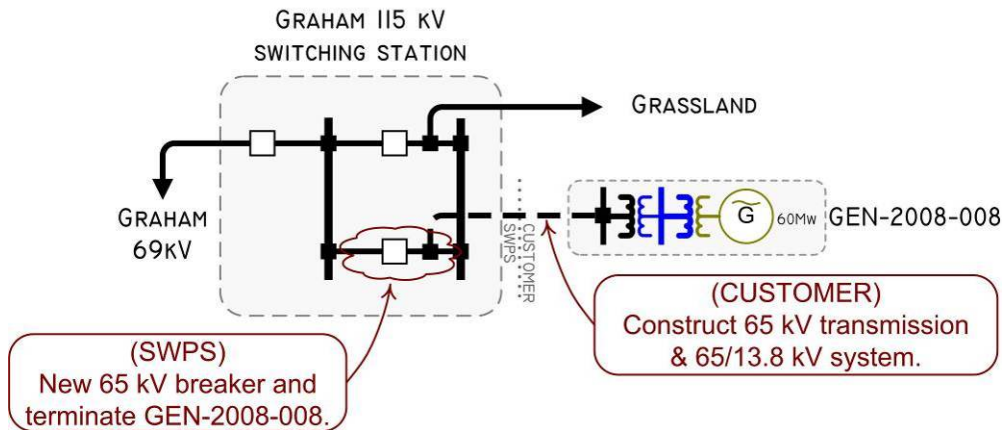 GRAHAM 115 KV
SWITCHING STATION
GRASSLAND
GRAHAM
69KV
CUSTOMER
SWPS
G
60MW
GEN-2008-008
(CUSTOMER)
Construct 65 kV transmission
& 65/13.8 kV system.
(SWPS)
New 65 kV breaker and
terminate GEN-2008-008.